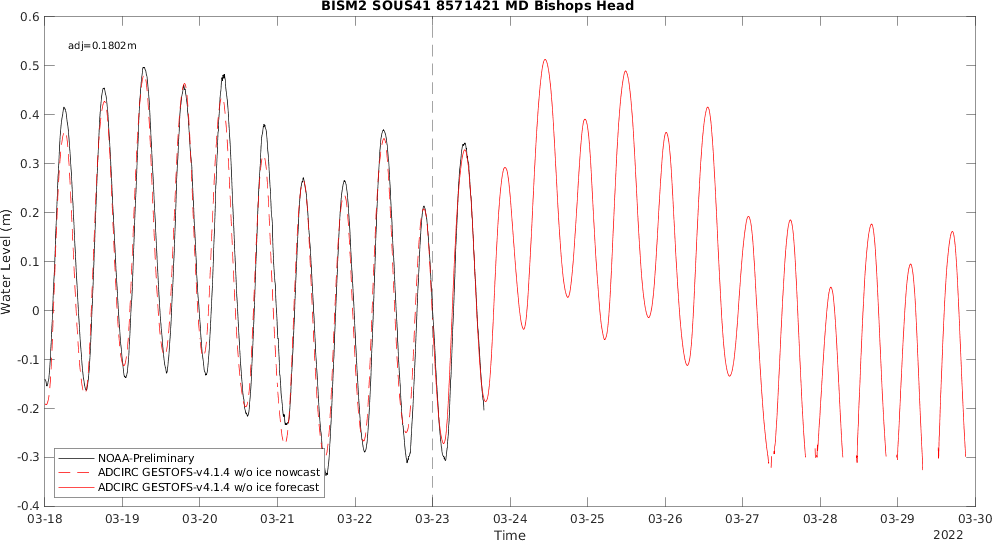 BISM2 SOUS41 8571421 MD Bishops Head
adj=0.1802m
0.6
0.5
0.4
0.3
0.2
0.1
0
-0.1
-0.2
-0.3
-0.4
Water Level (m)
NOAA-Preliminary
ADCIRC GESTOFS-v4.1.4 w/o ice nowcast
ADCIRC GESTOFS-v4.1.4 w/o ice forecast
03-18 03-19 03-20 03-21 03-22 03-23 03-24 03-25 03-26 03-27 03-28 03-29 03-30
Time
2022